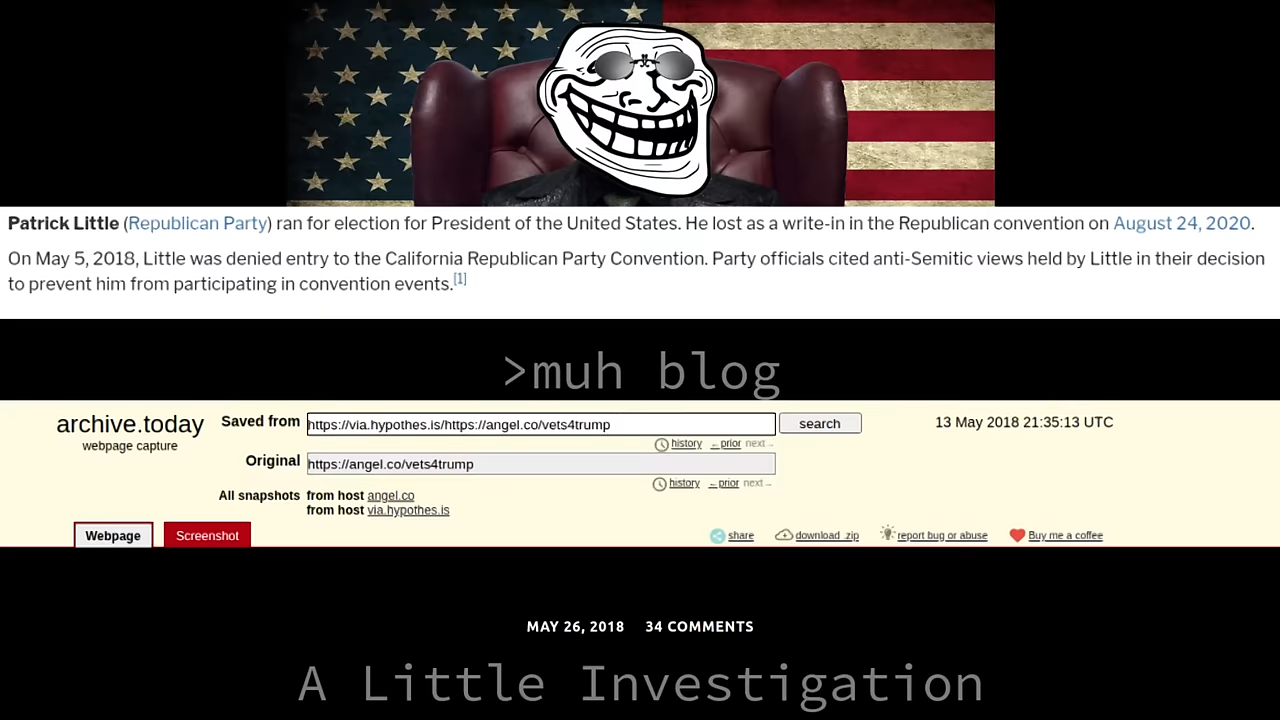 Patrick Little (Republican Party) ran for election for President of the United States. He lost as a write-in in the Republican convention on August 24, 2020.
On May 5, 2018, Little was denied entry to the California Republican Party Convention. Party officials cited anti-Semitic views held by Little in their decision
to prevent him from participating in convention events.[1]
>muh blog
archive.today
webpage capture
Saved from https://via.hypothes.is/https://angel.co/vets4trump search 13 May 2018 21:35:13 UTC
history ←prior next→
Original https://angel.co/vets4trump
history ←prior next→
All snapshots from host angel.co
from host via.hypothes.is
Webpage Screenshot share download .zip report bug or abuse Buy me a coffee
MAY 26, 2018 34 COMMENTS
A Little Investigation